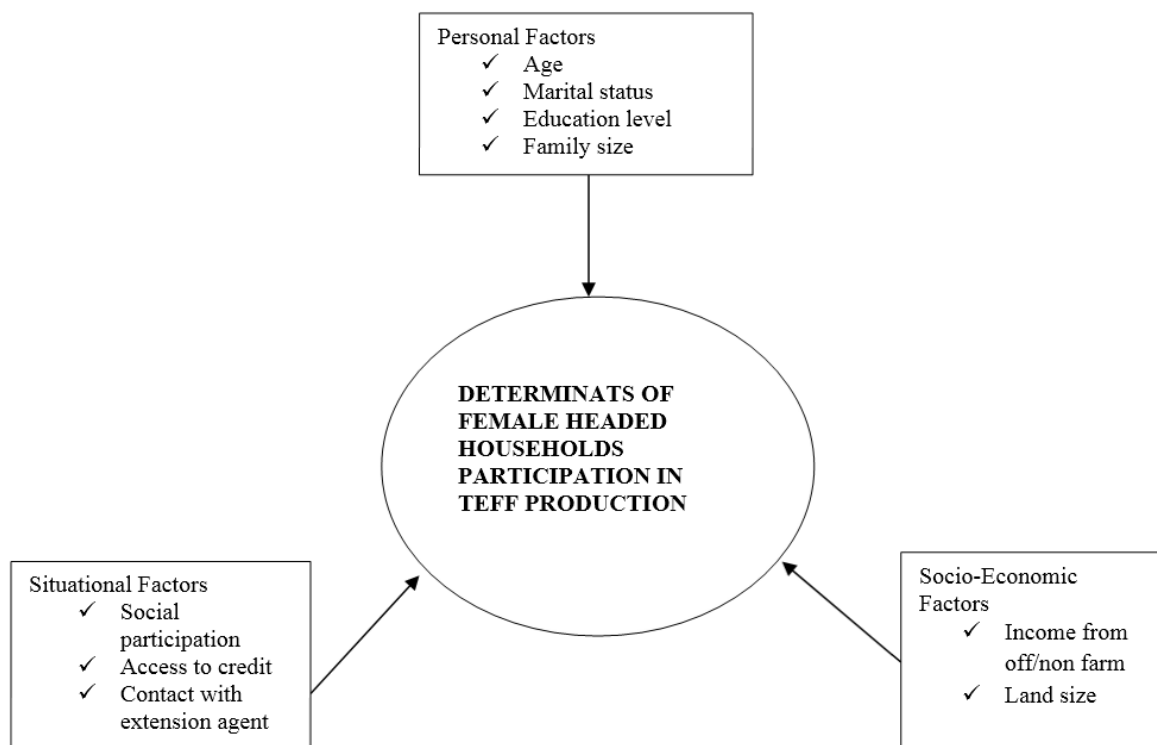 Personal Factors
✓ Age
✓ Marital status
✓ Education level
✓ Family size
DETERMINATS OF
FEMALE HEADED
HOUSEHOLDS
PARTICIPATION IN
TEFF PRODUCTION
Situational Factors
✓ Social
participation
✓ Access to credit
✓ Contact with
extension agent
Socio-Economic
Factors
✓ Income from
off/non farm
✓ Land size